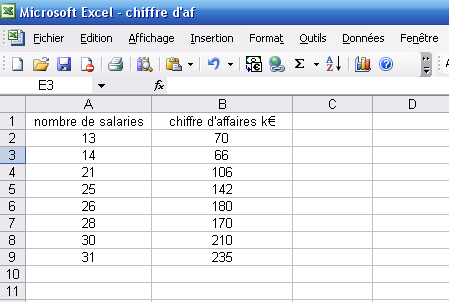 Microsoft Excel - chiffre d'af
Fichier Edition Affichage Insertion Format Outils Données Fenêtre
Σ A Z
E3 fx
A B C D
1 nombre de salaries chiffre d'affaires k€
2 13 70
3 14 66
4 21 106
5 25 142
6 26 180
7 28 170
8 30 210
9 31 235
10
11